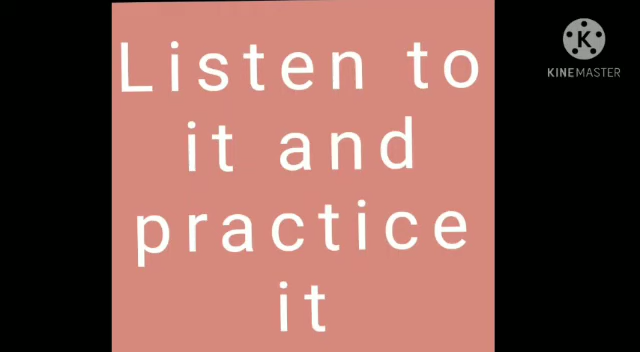 Listen to
it and
practice
it
KINEMASTER